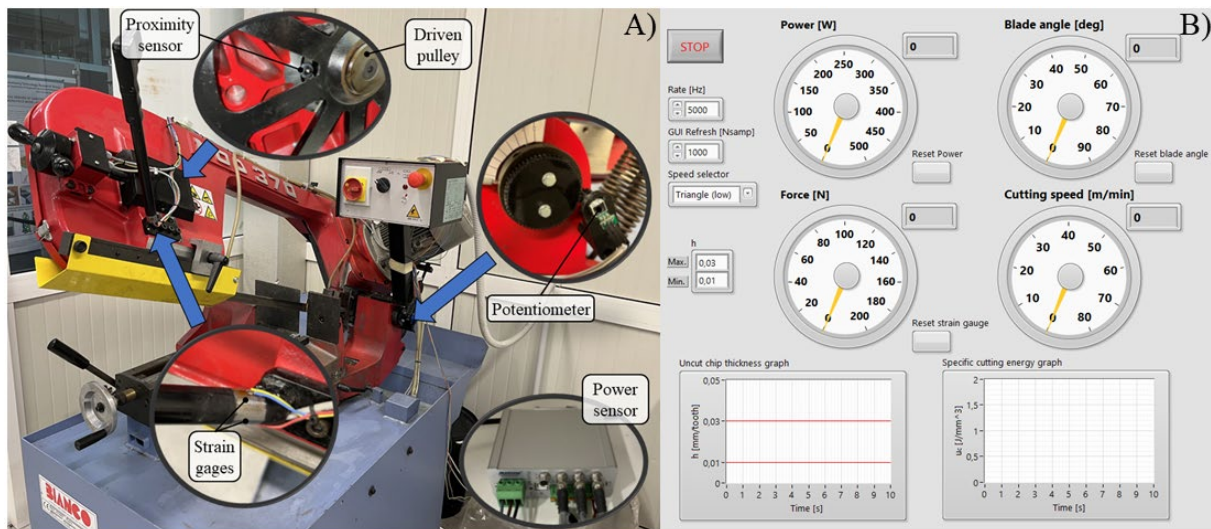 A)
Proximity
sensor
Driven
pulley
370
Potentiometer
Power
sensor
Strain
gages
BIANCO
B)
STOP
Rate [Hz]
5000
GUI Refresh [Nsamp]
1000
Speed selector
Triangle (low)
h
Max. 0,03
Min. 0,01
Power [W]
0
0 50 100 150 200 250 300 350 400 450 500
Reset Power
Blade angle [deg]
0
0 10 20 30 40 50 60 70 80 90
Reset blade angle
Force [N]
0
0 20 40 60 80 100 120 140 160 180 200
Reset strain gauge
Cutting speed [m/min]
0
0 10 20 30 40 50 60 70 80
Uncut chip thickness graph
h [mm/tooth]
0,05
0,03
0,01
0
0 1 2 3 4 5 6 7 8 9 10
Time [s]
Specific cutting energy graph
uc [J/mm^3]
2
1,5
1
0,5
0
0 1 2 3 4 5 6 7 8 9 10
Time [s]